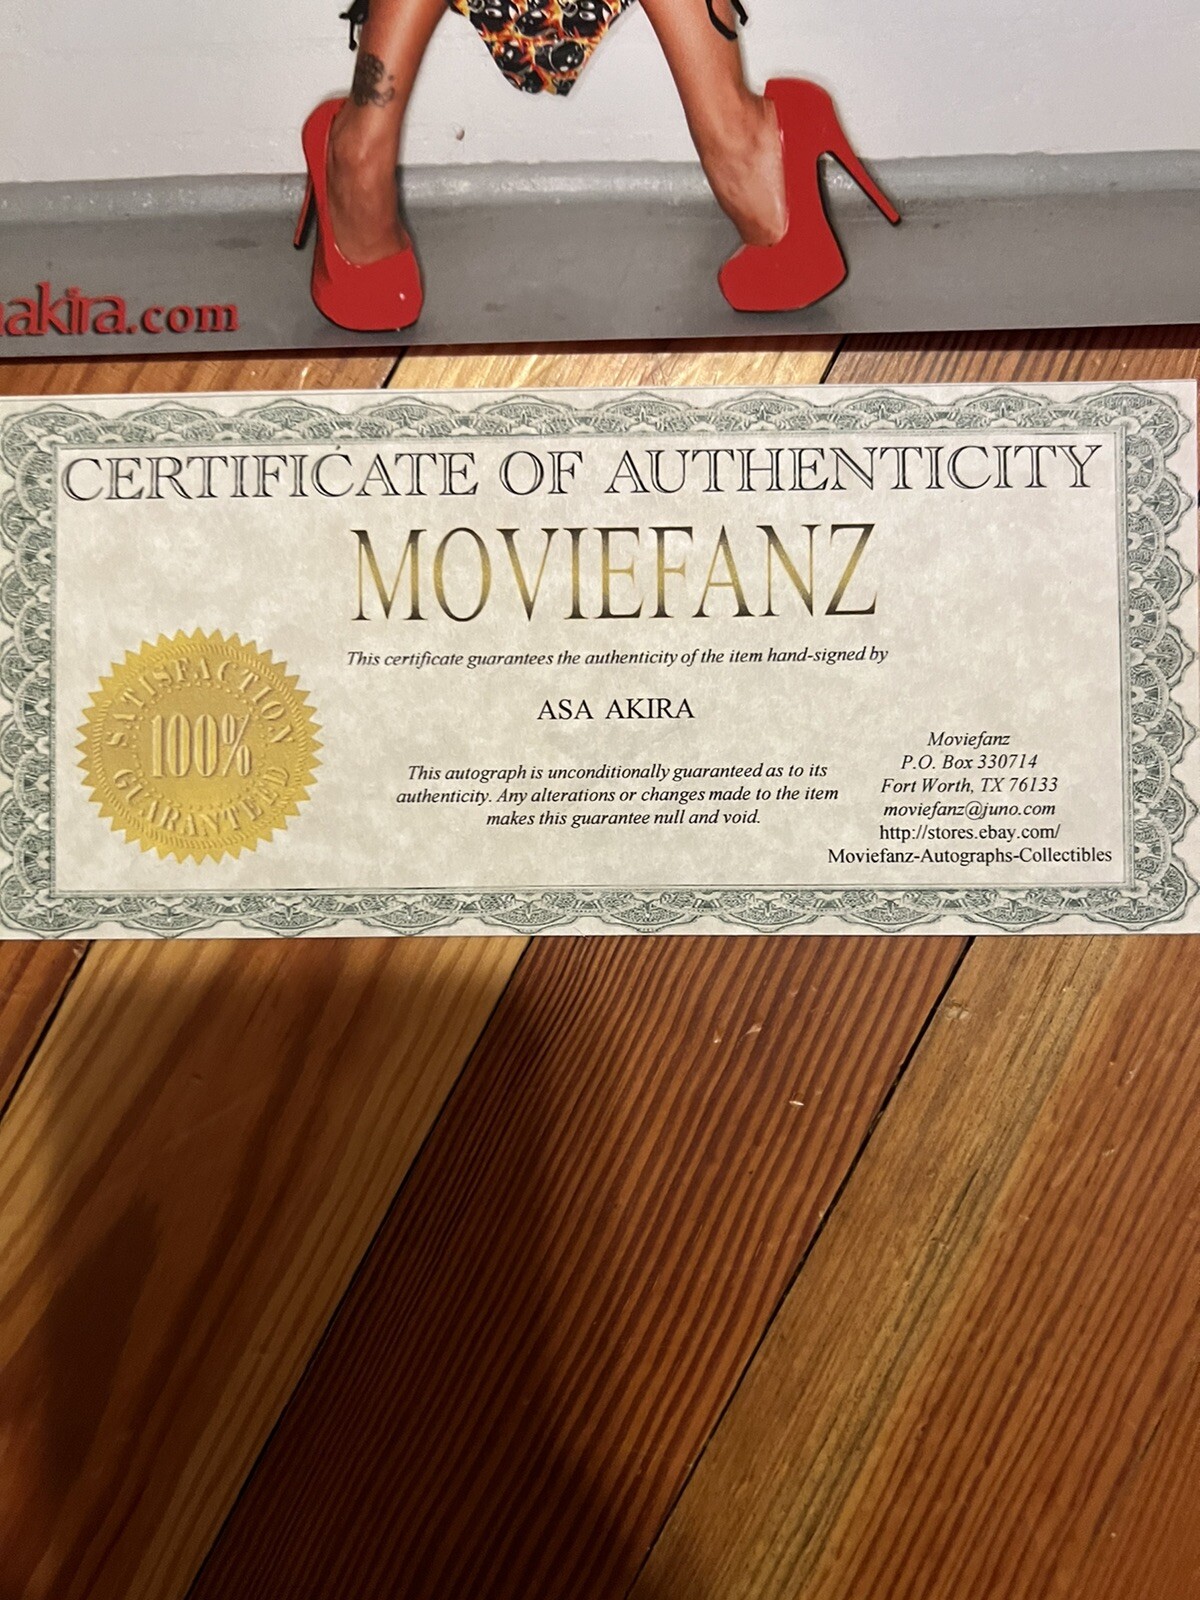 akira.com
CERTIFICATE OF AUTHENTICITY
MOVIEFANZ
This certificate guarantees the authenticity of the item hand-signed by
ASA AKIRA
SATISFACTION
100%
GUARANTEED
This autograph is unconditionally guaranteed as to its
authenticity. Any alterations or changes made to the item
makes this guarantee null and void.
Moviefanz
P.O. Box 330714
Fort Worth, TX 76133
moviefanz@juno.com
http://stores.ebay.com/
Moviefanz-Autographs-Collectibles